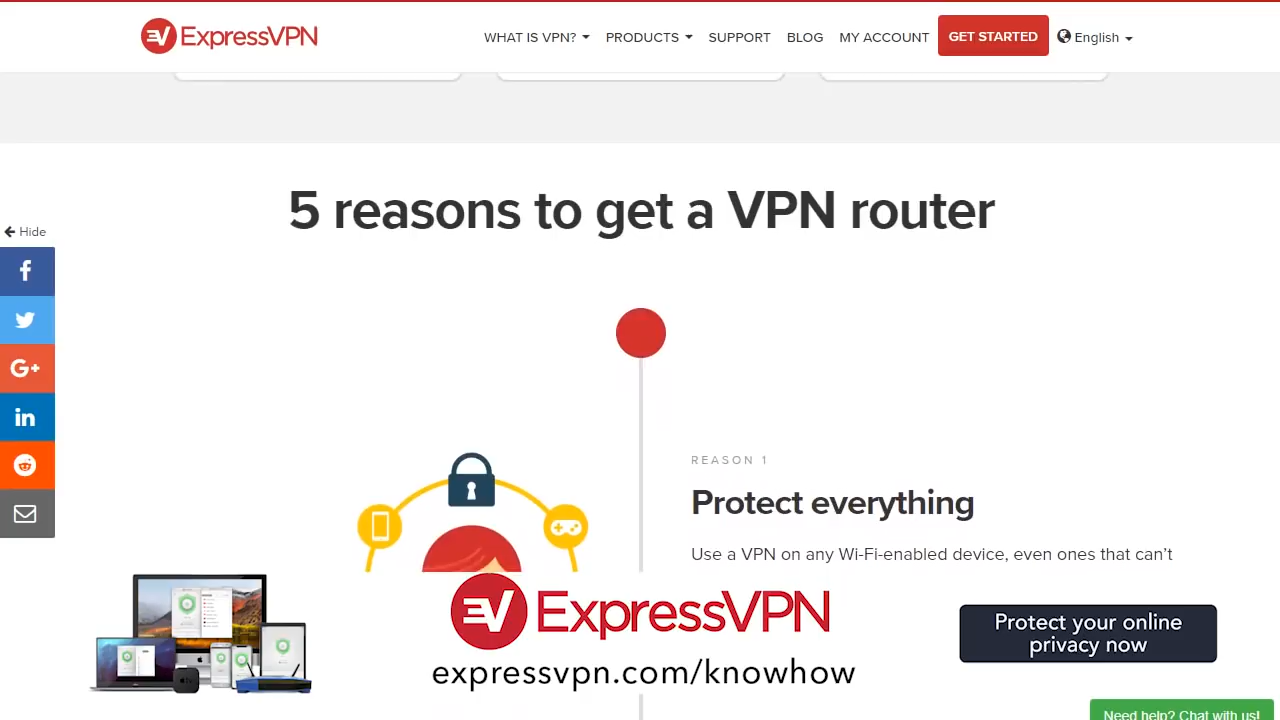 ExpressVPN
WHAT IS VPN? PRODUCTS SUPPORT BLOG MY ACCOUNT GET STARTED English
5 reasons to get a VPN router
Hide
REASON 1
Protect everything
Use a VPN on any Wi-Fi-enabled device, even ones that can’t
ExpressVPN
expressvpn.com/knowhow
Protect your online
privacy now
Need help? Chat with us!